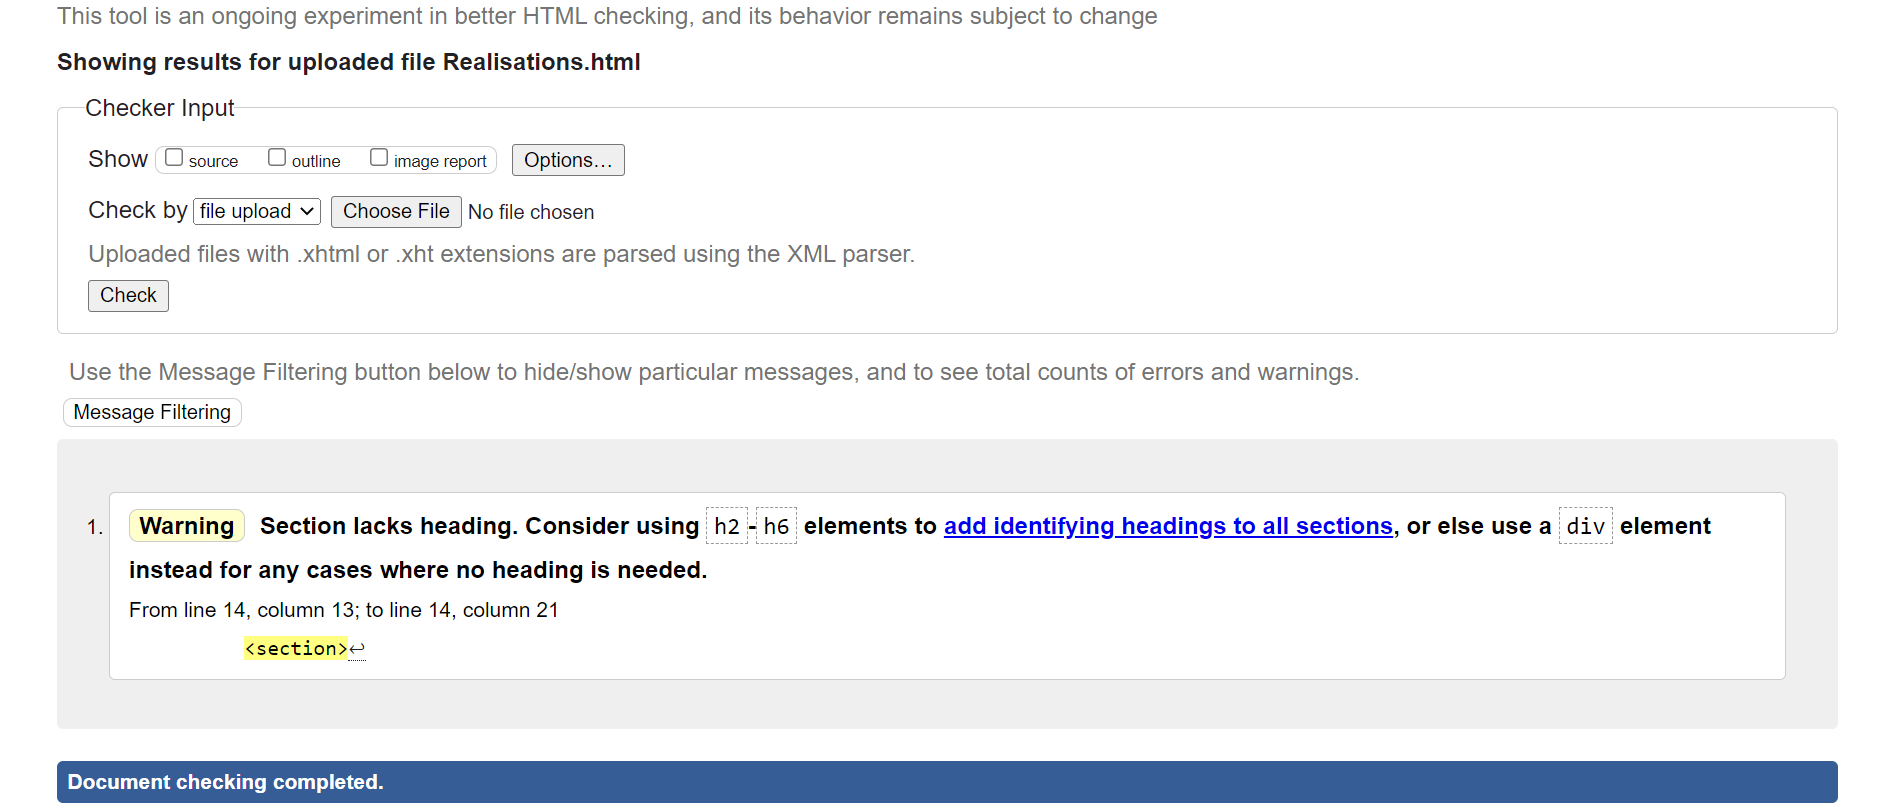 This tool is an ongoing experiment in better HTML checking, and its behavior remains subject to change
Showing results for uploaded file Realisations.html
Checker Input
Show source outline image report Options...
Check by file upload Choose File No file chosen
Uploaded files with .xhtml or .xht extensions are parsed using the XML parser.
Check
Use the Message Filtering button below to hide/show particular messages, and to see total counts of errors and warnings.
Message Filtering
1. Warning Section lacks heading. Consider using h2-h6 elements to add identifying headings to all sections, or else use a div element
instead for any cases where no heading is needed.
From line 14, column 13; to line 14, column 21
<section>↩
Document checking completed.